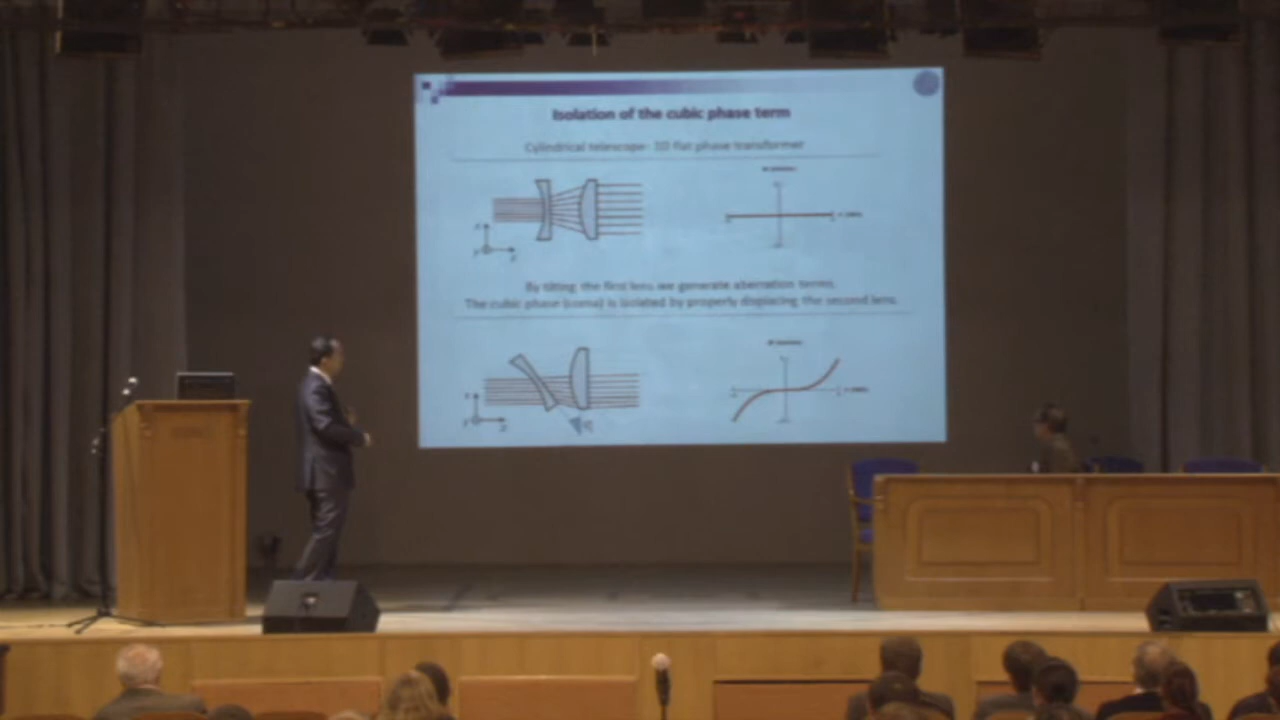 Isolation of the cubic phase term
Cylindrical telescope- 1D flat phase transformer
By tilting the first lens we generate aberration terms.
The cubic phase (coma) is isolated by properly displacing the second lens.